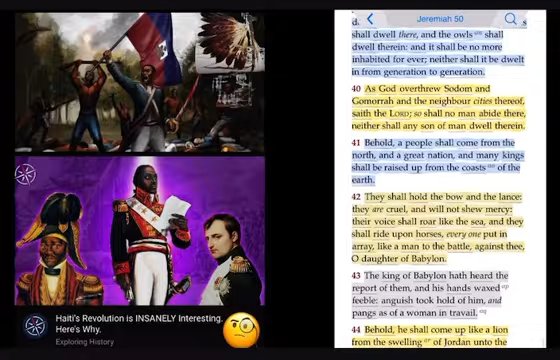 Haiti's Revolution is INSANELY Interesting.
Here's Why.
Exploring History
Jeremiah 50
d. s
shall dwell there, and the owls shall
dwell therein: and it shall be no more
inhabited for ever; neither shall it be dwelt
in from generation to generation.
40 As God overthrew Sodom and
Gomorrah and the neighbour cities thereof,
saith the LORD; so shall no man abide there,
neither shall any son of man dwell therein.
41 Behold, a people shall come from the
north, and a great nation, and many kings
shall be raised up from the coasts of the
earth.
42 They shall hold the bow and the lance:
they are cruel, and will not shew mercy:
their voice shall roar like the sea, and they
shall ride upon horses, every one put in
array, like a man to the battle, against thee,
O daughter of Babylon.
43 The king of Babylon hath heard the
report of them, and his hands waxed
feeble: anguish took hold of him, and
pangs as of a woman in travail.
44 Behold, he shall come up like a lion
from the swelling of Jordan unto the